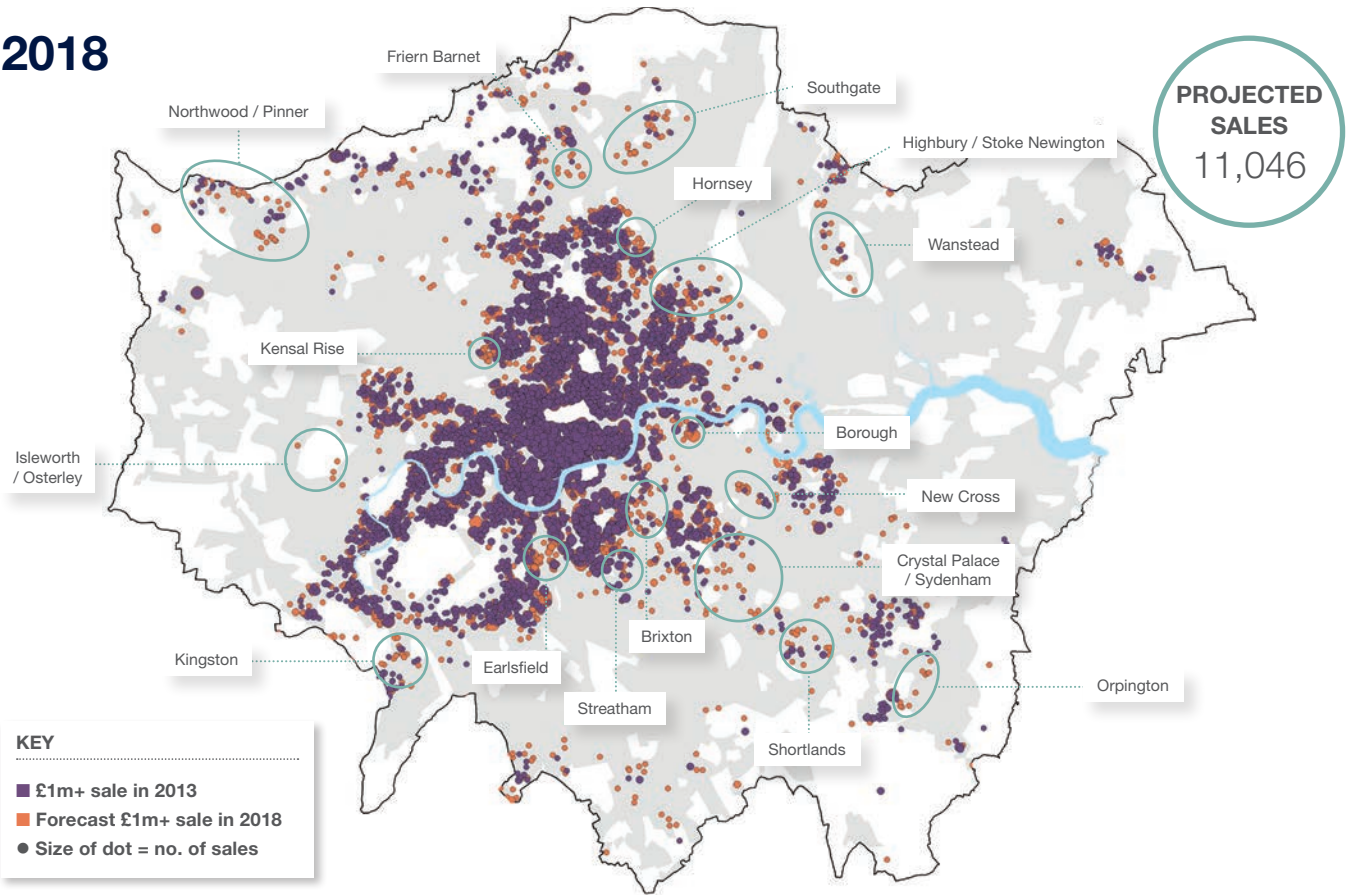 2018
Friern Barnet
Southgate
PROJECTED
SALES
11,046
Northwood / Pinner
Highbury / Stoke Newington
Hornsey
Wanstead
Kensal Rise
Borough
Isleworth
/ Osterley
New Cross
Crystal Palace
/ Sydenham
Brixton
Kingston
Earlsfield
Orpington
Streatham
Shortlands
KEY
£1m+ sale in 2013
Forecast £1m+ sale in 2018
Size of dot = no. of sales